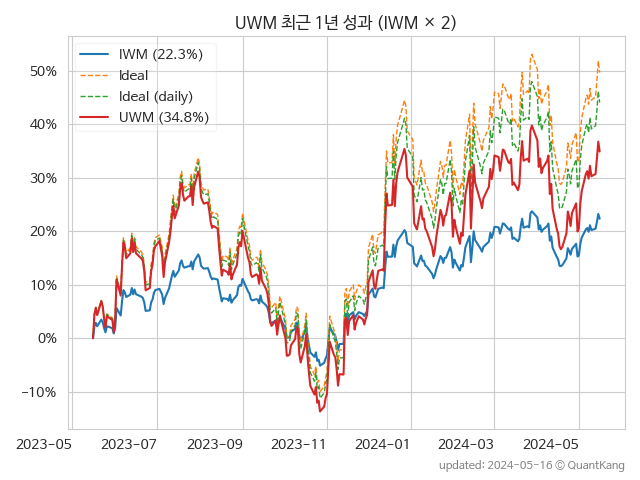 UWM 최근 1년 성과 (IWM × 2)
IWM (22.3%)
Ideal
Ideal (daily)
UWM (34.8%)
50%
40%
30%
20%
10%
0%
−10%
2023-05 2023-07 2023-09 2023-11 2024-01 2024-03 2024-05
updated: 2024-05-16 ⓒ QuantKang